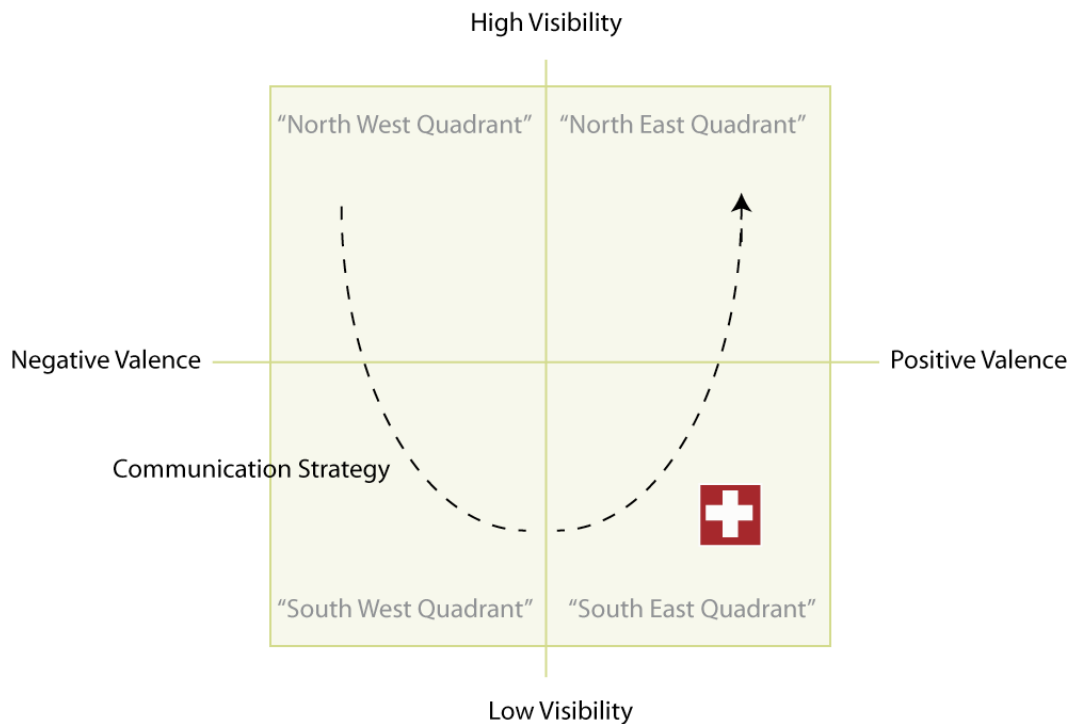 High Visibility
“North West Quadrant”
“North East Quadrant”
Negative Valence
Positive Valence
Communication Strategy
“South West Quadrant”
“South East Quadrant”
Low Visibility